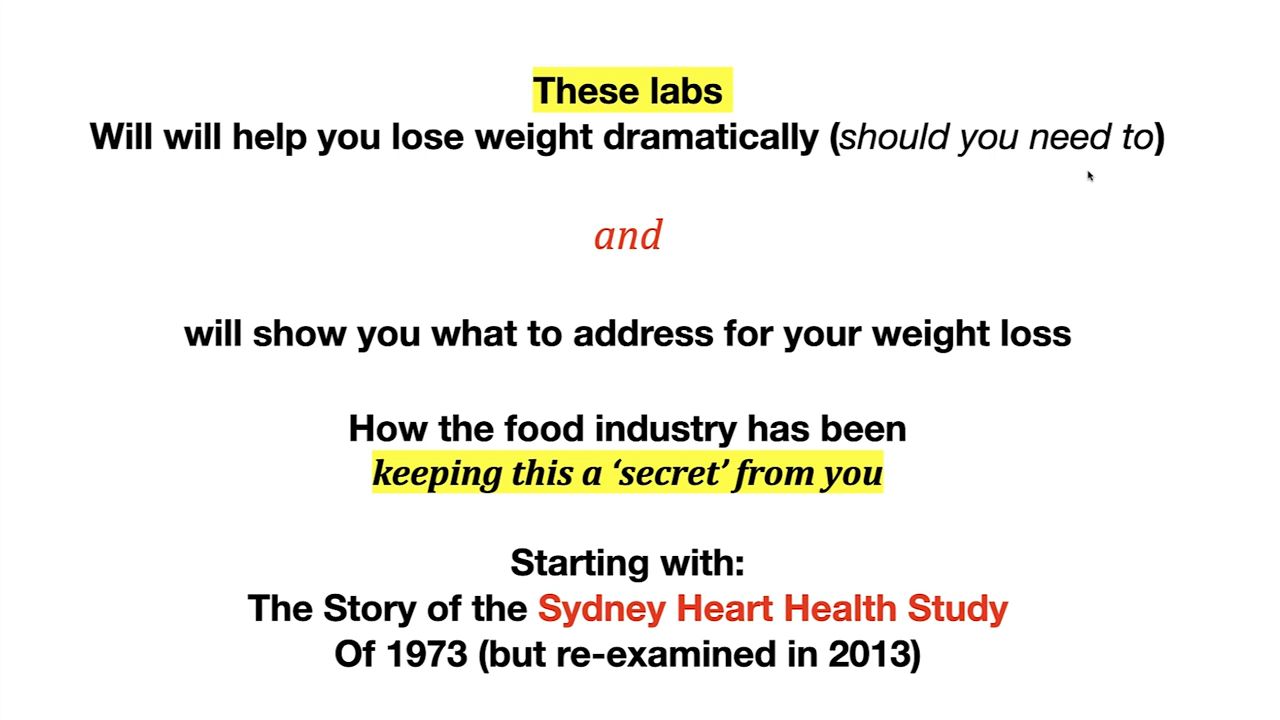 These labs
Will will help you lose weight dramatically (should you need to)
and
will show you what to address for your weight loss
How the food industry has been
keeping this a ‘secret’ from you
Starting with:
The Story of the Sydney Heart Health Study
Of 1973 (but re-examined in 2013)